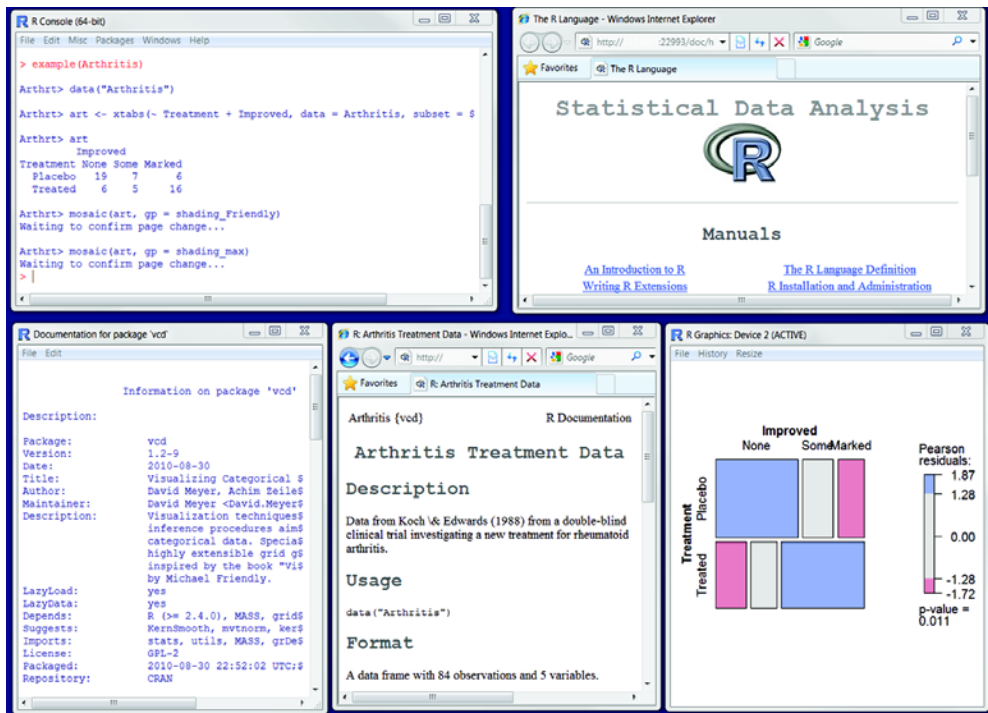 R Console (64-bit)
File Edit Misc Packages Windows Help
> example(Arthritis)
Arthrt> data("Arthritis")
Arthrt> art <- xtabs(~ Treatment + Improved, data = Arthritis, subset = $
Arthrt> art
Improved
Treatment None Some Marked
Placebo 19 7 6
Treated 6 5 16
Arthrt> mosaic(art, gp = shading_Friendly)
Waiting to confirm page change...
Arthrt> mosaic(art, gp = shading_max)
Waiting to confirm page change...
>
The R Language - Windows Internet Explorer
http:// :22993/doc/h Google
Favorites The R Language
Statistical Data Analysis
R
Manuals
An Introduction to R The R Language Definition
Writing R Extensions R Installation and Administration
Documentation for package 'vcd'
File Edit
Information on package 'vcd'
Description:
Package: vcd
Version: 1.2-9
Date: 2010-08-30
Title: Visualizing Categorical $
Author: David Meyer, Achim Zeile$
Maintainer: David Meyer <David.Meyer$
Description: Visualization techniques$
inference procedures aim$
categorical data. Specia$
highly extensible grid g$
inspired by the book "Vi$
by Michael Friendly.
LazyLoad: yes
LazyData: yes
Depends: R (>= 2.4.0), MASS, grid$
Suggests: KernSmooth, mvtnorm, ker$
Imports: stats, utils, MASS, grDe$
License: GPL-2
Packaged: 2010-08-30 22:52:02 UTC;$
Repository: CRAN
R: Arthritis Treatment Data - Windows Internet Explo...
http:// Google
Favorites R: Arthritis Treatment Data
Arthritis {vcd} R Documentation
Arthritis Treatment Data
Description
Data from Koch \& Edwards (1988) from a double-blind
clinical trial investigating a new treatment for rheumatoid
arthritis.
Usage
data("Arthritis")
Format
A data frame with 84 observations and 5 variables.
R Graphics: Device 2 (ACTIVE)
File History Resize
Improved
None Some Marked
Treatment
Placebo
Treated
Pearson
residuals:
1.87
1.28
0.00
-1.28
-1.72
p-value =
0.011